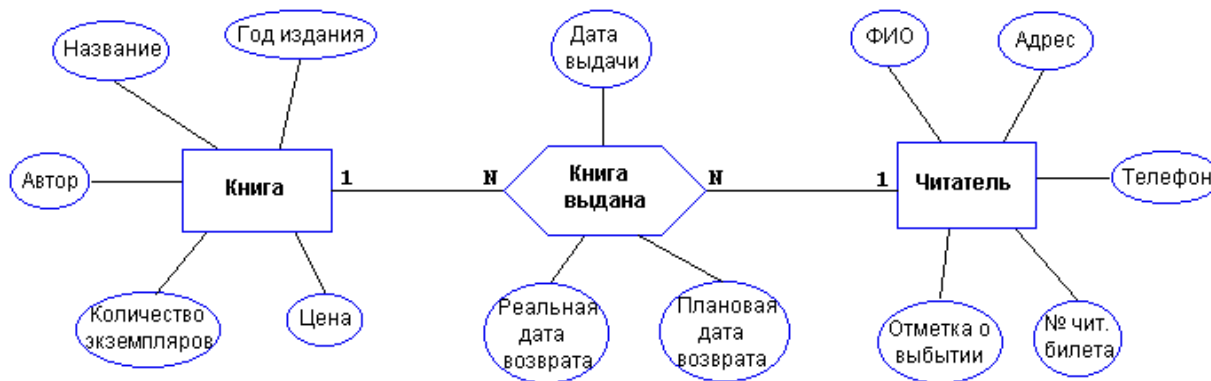 Название
Год издания
Дата
выдачи
ФИО
Адрес
Автор
Книга
1
N
Книга
выдана
N
1
Читатель
Телефон
Количество
экземпляров
Цена
Реальная
дата
возврата
Плановая
дата
возврата
Отметка о
выбытии
№ чит.
билета